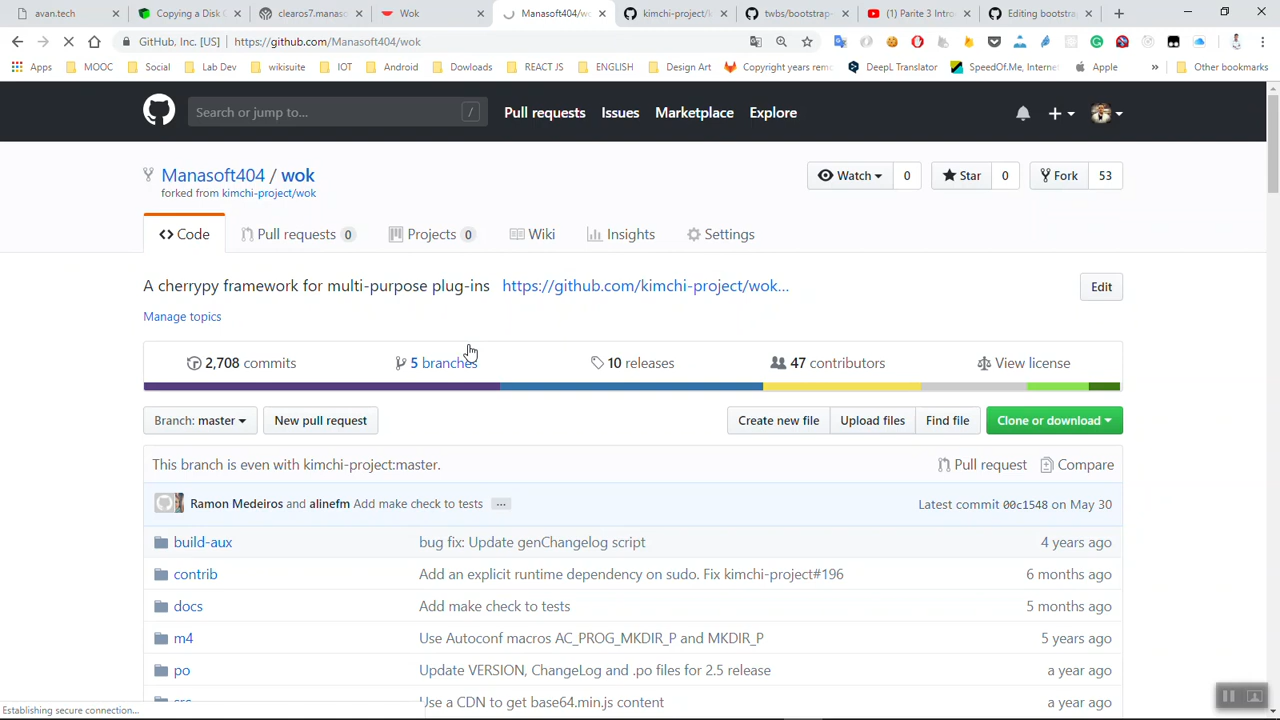 avan.tech
Copying a Disk
clearos7.manaso
Wok
Manasoft404/wo
kimchi-project/
twbs/bootstrap-
(1) Parite 3 Intro
Editing bootstra
GitHub, Inc. [US] https://github.com/Manasoft404/wok
Apps MOOC Social Lab Dev wikisuite IOT Android Dowloads REACT JS ENGLISH Design Art Copyright years rem DeepL Translator SpeedOf.Me, Internet Apple » Other bookmarks
Search or jump to... / Pull requests Issues Marketplace Explore
Manasoft404 / wok
forked from kimchi-project/wok
Watch 0 Star 0 Fork 53
Code Pull requests 0 Projects 0 Wiki Insights Settings
A cherrypy framework for multi-purpose plug-ins https://github.com/kimchi-project/wok... Edit
Manage topics
2,708 commits 5 branches 10 releases 47 contributors View license
Branch: master New pull request Create new file Upload files Find file Clone or download
This branch is even with kimchi-project:master. Pull request Compare
Ramon Medeiros and alinefm Add make check to tests ... Latest commit 00c1548 on May 30
build-aux bug fix: Update genChangelog script 4 years ago
contrib Add an explicit runtime dependency on sudo. Fix kimchi-project#196 6 months ago
docs Add make check to tests 5 months ago
m4 Use Autoconf macros AC_PROG_MKDIR_P and MKDIR_P 5 years ago
po Update VERSION, ChangeLog and .po files for 2.5 release a year ago
src Use a CDN to get base64.min.js content a year ago
Establishing secure connection...